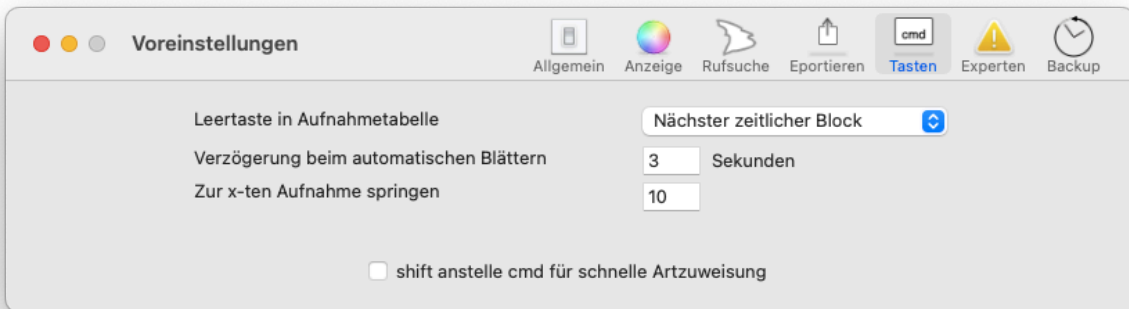 Voreinstellungen
cmd
Allgemein Anzeige Rufsuche Eportieren Tasten Experten Backup
Leertaste in Aufnahmetabelle Nächster zeitlicher Block
Verzögerung beim automatischen Blättern 3 Sekunden
Zur x-ten Aufnahme springen 10
shift anstelle cmd für schnelle Artzuweisung